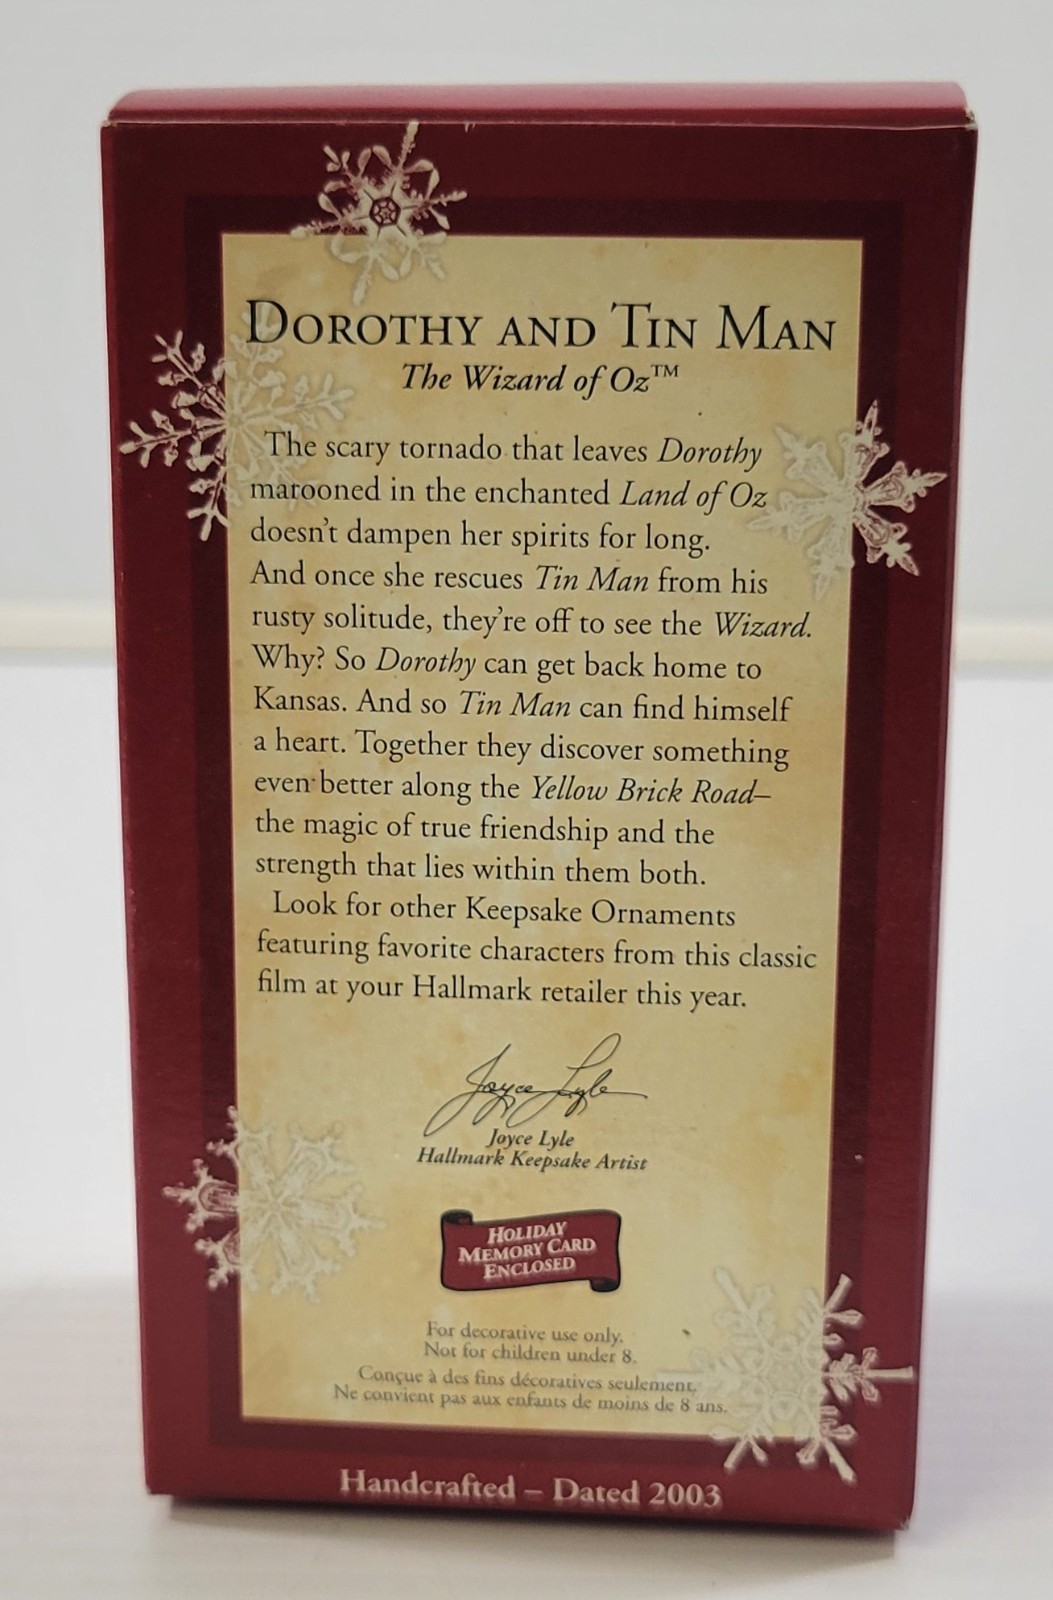 DOROTHY AND TIN MAN
The Wizard of Oz™
The scary tornado that leaves Dorothy
marooned in the enchanted Land of Oz
doesn't dampen her spirits for long.
And once she rescues Tin Man from his
rusty solitude, they're off to see the Wizard.
Why? So Dorothy can get back home to
Kansas. And so Tin Man can find himself
a heart. Together they discover something
even better along the Yellow Brick Road–
the magic of true friendship and the
strength that lies within them both.
Look for other Keepsake Ornaments
featuring favorite characters from this classic
film at your Hallmark retailer this year.
Joyce Lyle
Joyce Lyle
Hallmark Keepsake Artist
HOLIDAY
MEMORY CARD
ENCLOSED
For decorative use only.
Not for children under 8.
Conçue à des fins décoratives seulement.
Ne convient pas aux enfants de moins de 8 ans.
Handcrafted – Dated 2003